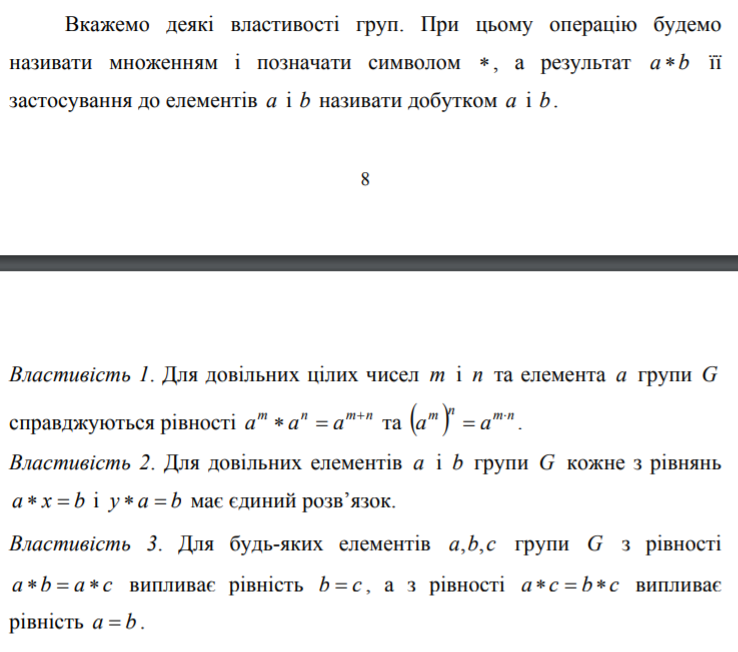 Вкажемо деякі властивості груп. При цьому операцію будемо
називати множенням і позначати символом *, а результат a * b її
застосування до елементів a і b називати добутком a і b.
8
Властивість 1. Для довільних цілих чисел m і n та елемента a групи G
справджуються рівності a^m * a^n = a^{m+n} та (a^m)^n = a^{m·n}.
Властивість 2. Для довільних елементів a і b групи G кожне з рівнянь
a * x = b і y * a = b має єдиний розв’язок.
Властивість 3. Для будь-яких елементів a,b,c групи G з рівності
a * b = a * c випливає рівність b = c, а з рівності a * c = b * c випливає
рівність a = b.